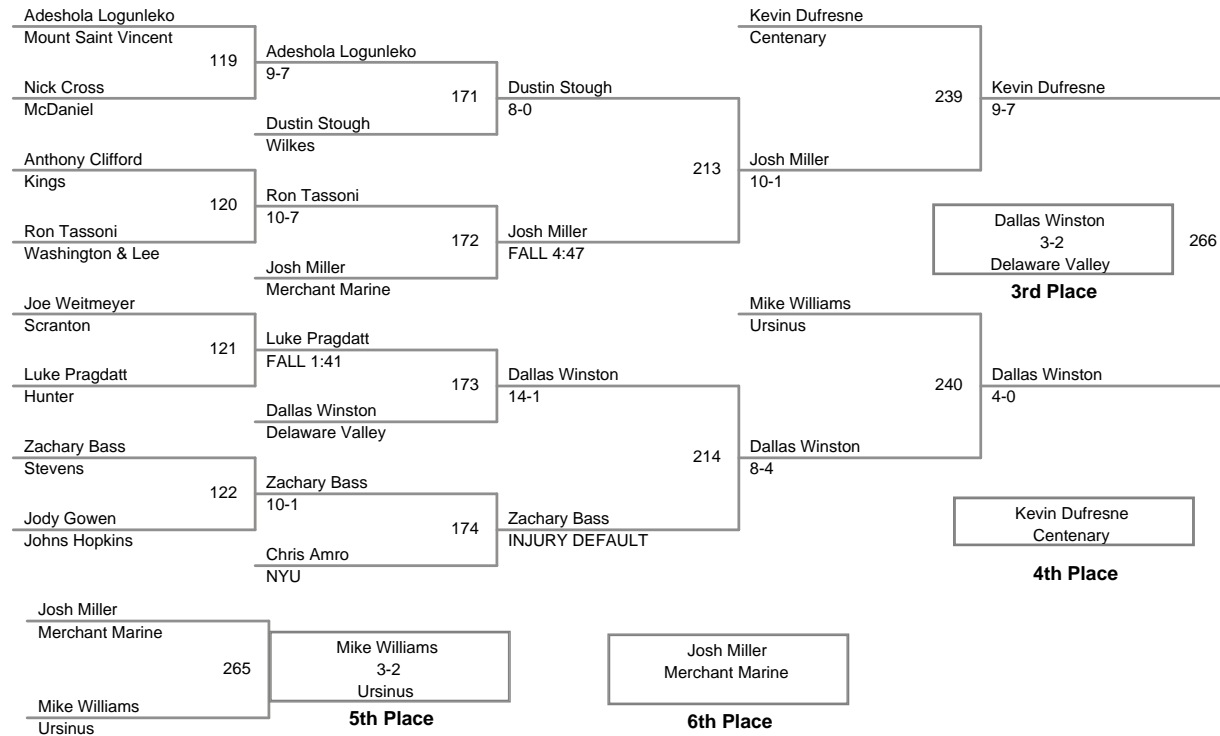 Adeshola Logunleko
Mount Saint Vincent
119
Nick Cross
McDaniel
Anthony Clifford
Kings
120
Ron Tassoni
Washington & Lee
Joe Weitmeyer
Scranton
121
Luke Pragdatt
Hunter
Zachary Bass
Stevens
122
Jody Gowen
Johns Hopkins
Adeshola Logunleko
9-7
171
Dustin Stough
Wilkes
Ron Tassoni
10-7
172
Josh Miller
Merchant Marine
Luke Pragdatt
FALL 1:41
173
Dallas Winston
Delaware Valley
Zachary Bass
10-1
174
Chris Amro
NYU
Dustin Stough
8-0
213
Josh Miller
FALL 4:47
Dallas Winston
14-1
214
Zachary Bass
INJURY DEFAULT
Kevin Dufresne
Centenary
239
Josh Miller
10-1
Mike Williams
Ursinus
240
Dallas Winston
8-4
Kevin Dufresne
9-7
Dallas Winston
3-2
Delaware Valley
266
3rd Place
Dallas Winston
4-0
Kevin Dufresne
Centenary
4th Place
Josh Miller
Merchant Marine
265
Mike Williams
Ursinus
Mike Williams
3-2
Ursinus
5th Place
Josh Miller
Merchant Marine
6th Place